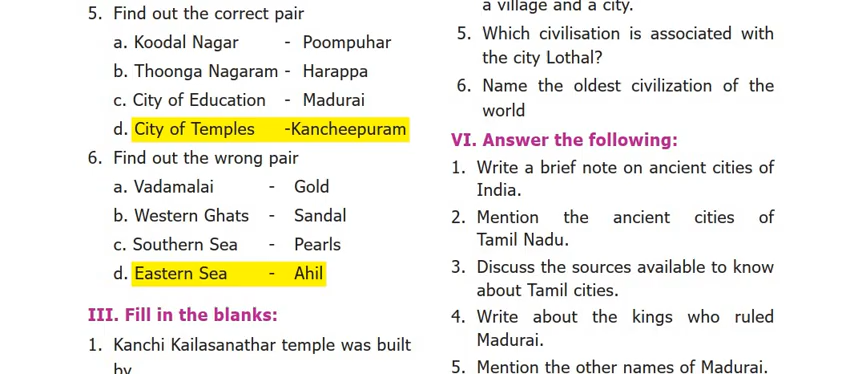 5. Find out the correct pair
a. Koodal Nagar - Poompuhar
b. Thoonga Nagaram - Harappa
c. City of Education - Madurai
d. City of Temples -Kancheepuram
6. Find out the wrong pair
a. Vadamalai - Gold
b. Western Ghats - Sandal
c. Southern Sea - Pearls
d. Eastern Sea - Ahil
III. Fill in the blanks:
1. Kanchi Kailasanathar temple was built
by
a village and a city.
5. Which civilisation is associated with
the city Lothal?
6. Name the oldest civilization of the
world
VI. Answer the following:
1. Write a brief note on ancient cities of
India.
2. Mention the ancient cities of
Tamil Nadu.
3. Discuss the sources available to know
about Tamil cities.
4. Write about the kings who ruled
Madurai.
5. Mention the other names of Madurai.